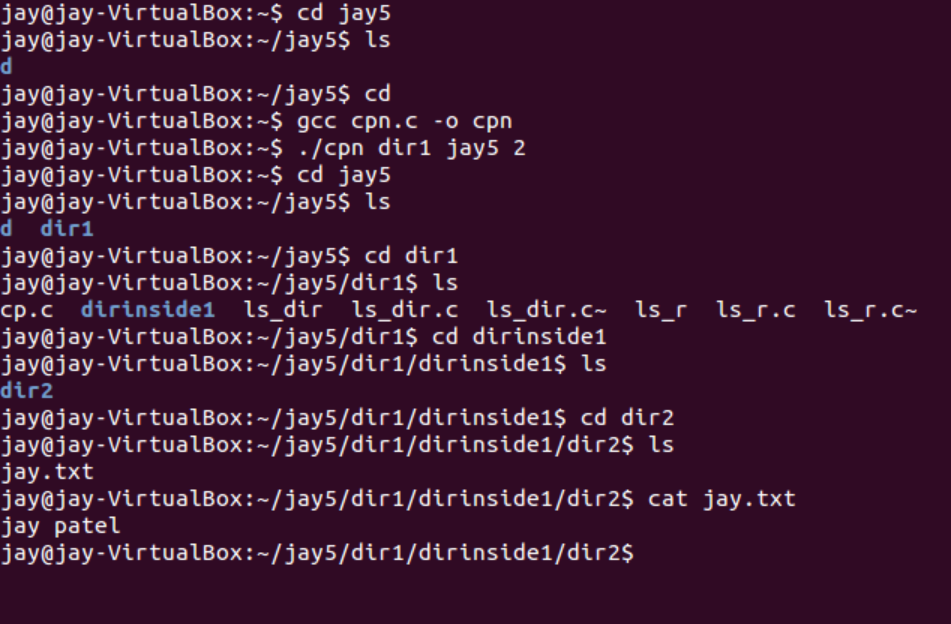 jay@jay-VirtualBox:~$ cd jay5
jay@jay-VirtualBox:~/jay5$ ls
d
jay@jay-VirtualBox:~/jay5$ cd
jay@jay-VirtualBox:~$ gcc cpn.c -o cpn
jay@jay-VirtualBox:~$ ./cpn dir1 jay5 2
jay@jay-VirtualBox:~$ cd jay5
jay@jay-VirtualBox:~/jay5$ ls
d  dir1
jay@jay-VirtualBox:~/jay5$ cd dir1
jay@jay-VirtualBox:~/jay5/dir1$ ls
cp.c  dirinside1  ls_dir  ls_dir.c  ls_dir.c~  ls_r  ls_r.c  ls_r.c~
jay@jay-VirtualBox:~/jay5/dir1$ cd dirinside1
jay@jay-VirtualBox:~/jay5/dir1/dirinside1$ ls
dir2
jay@jay-VirtualBox:~/jay5/dir1/dirinside1$ cd dir2
jay@jay-VirtualBox:~/jay5/dir1/dirinside1/dir2$ ls
jay.txt
jay@jay-VirtualBox:~/jay5/dir1/dirinside1/dir2$ cat jay.txt
jay patel
jay@jay-VirtualBox:~/jay5/dir1/dirinside1/dir2$